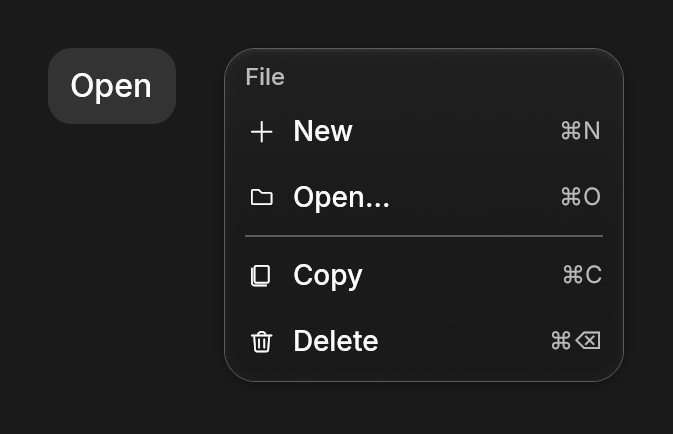 Open
File
New ⌘N
Open... ⌘O
Copy ⌘C
Delete ⌘⌫